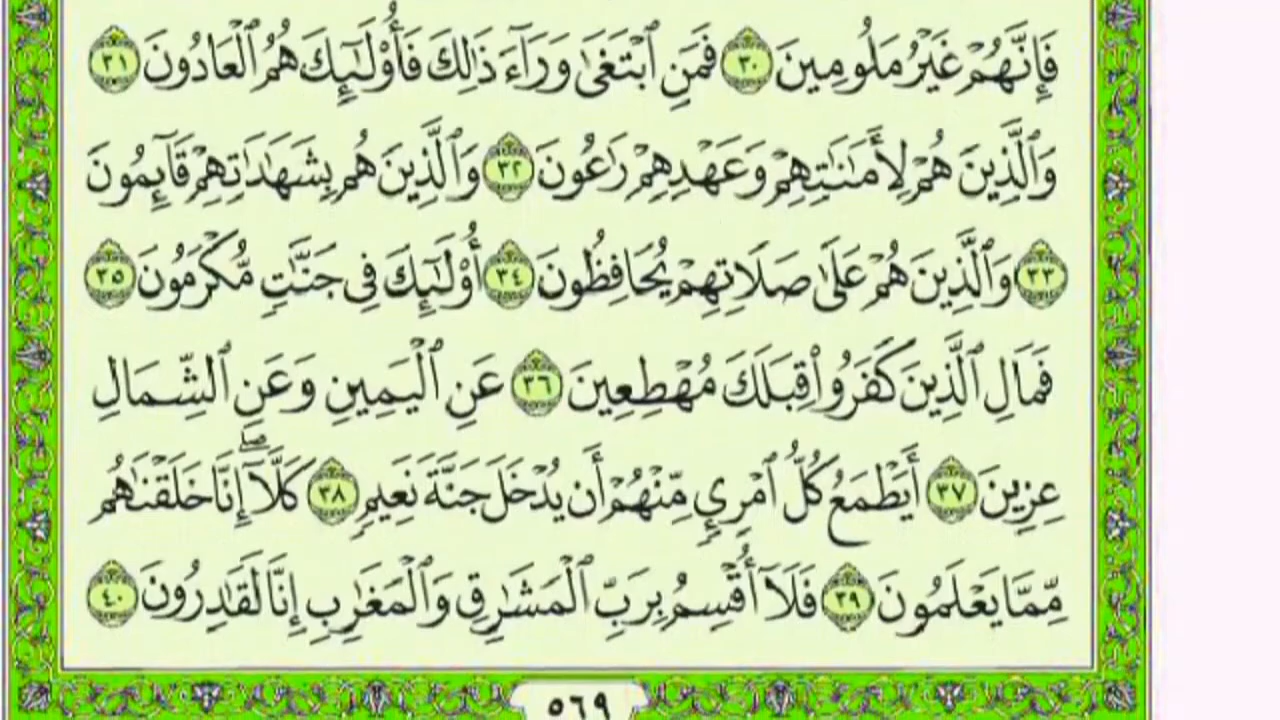 فَإِنَّهُمْ غَيْرُ مَلُومِينَ ٣٠ فَمَنِ ٱبْتَغَىٰ وَرَآءَ ذَٰلِكَ فَأُو۟لَـٰٓئِكَ هُمُ ٱلْعَادُونَ ٣١
وَٱلَّذِينَ هُمْ لِأَمَـٰنَـٰتِهِمْ وَعَهْدِهِمْ رَٰعُونَ ٣٢ وَٱلَّذِينَ هُم بِشَهَـٰدَٰتِهِمْ قَآئِمُونَ
٣٣ وَٱلَّذِينَ هُمْ عَلَىٰ صَلَاتِهِمْ يُحَافِظُونَ ٣٤ أُو۟لَـٰٓئِكَ فِى جَنَّـٰتٍ مُّكْرَمُونَ ٣٥
فَمَالِ ٱلَّذِينَ كَفَرُوا۟ قِبَلَكَ مُهْطِعِينَ ٣٦ عَنِ ٱلْيَمِينِ وَعَنِ ٱلشِّمَالِ
عِزِينَ ٣٧ أَيَطْمَعُ كُلُّ ٱمْرِئٍ مِّنْهُمْ أَن يُدْخَلَ جَنَّةَ نَعِيمٍ ٣٨ كَلَّآ ۖ إِنَّا خَلَقْنَـٰهُم
مِّمَّا يَعْلَمُونَ ٣٩ فَلَآ أُقْسِمُ بِرَبِّ ٱلْمَشَـٰرِقِ وَٱلْمَغَـٰرِبِ إِنَّا لَقَـٰدِرُونَ ٤٠
٥٦٩